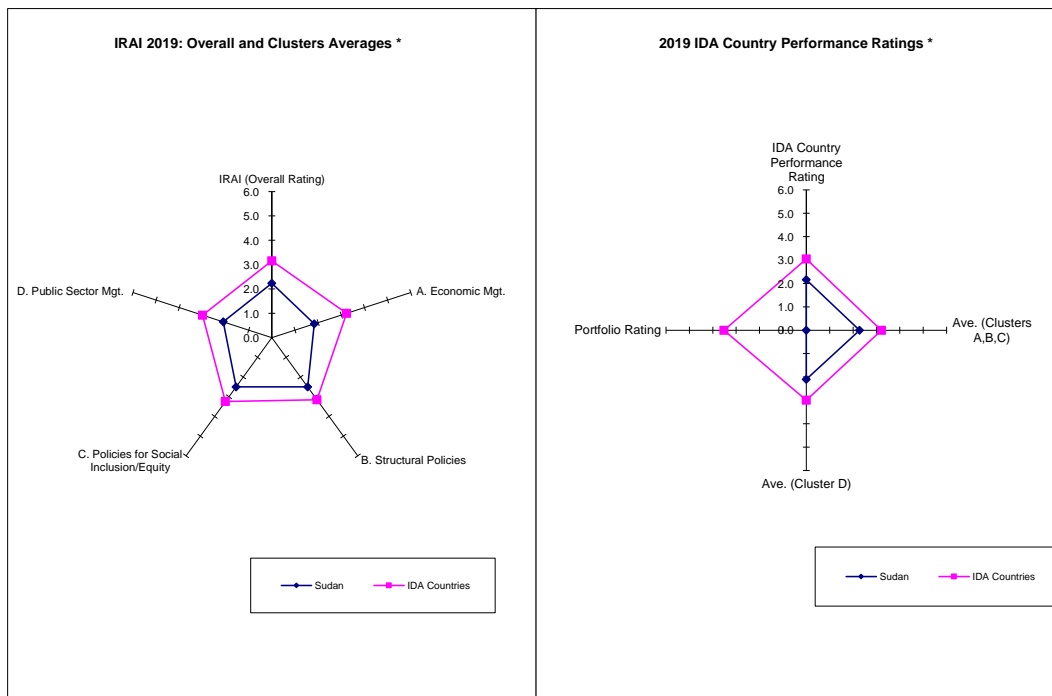 IRAI 2019: Overall and Clusters Averages *
IRAI (Overall Rating)
6.0
5.0
4.0
3.0
2.0
1.0
0.0
A. Economic Mgt.
B. Structural Policies
C. Policies for Social
Inclusion/Equity
D. Public Sector Mgt.
Sudan
IDA Countries
2019 IDA Country Performance Ratings *
IDA Country
Performance
Rating
6.0
5.0
4.0
3.0
2.0
1.0
0.0
Ave. (Clusters
A,B,C)
Ave. (Cluster D)
Portfolio Rating
Sudan
IDA Countries